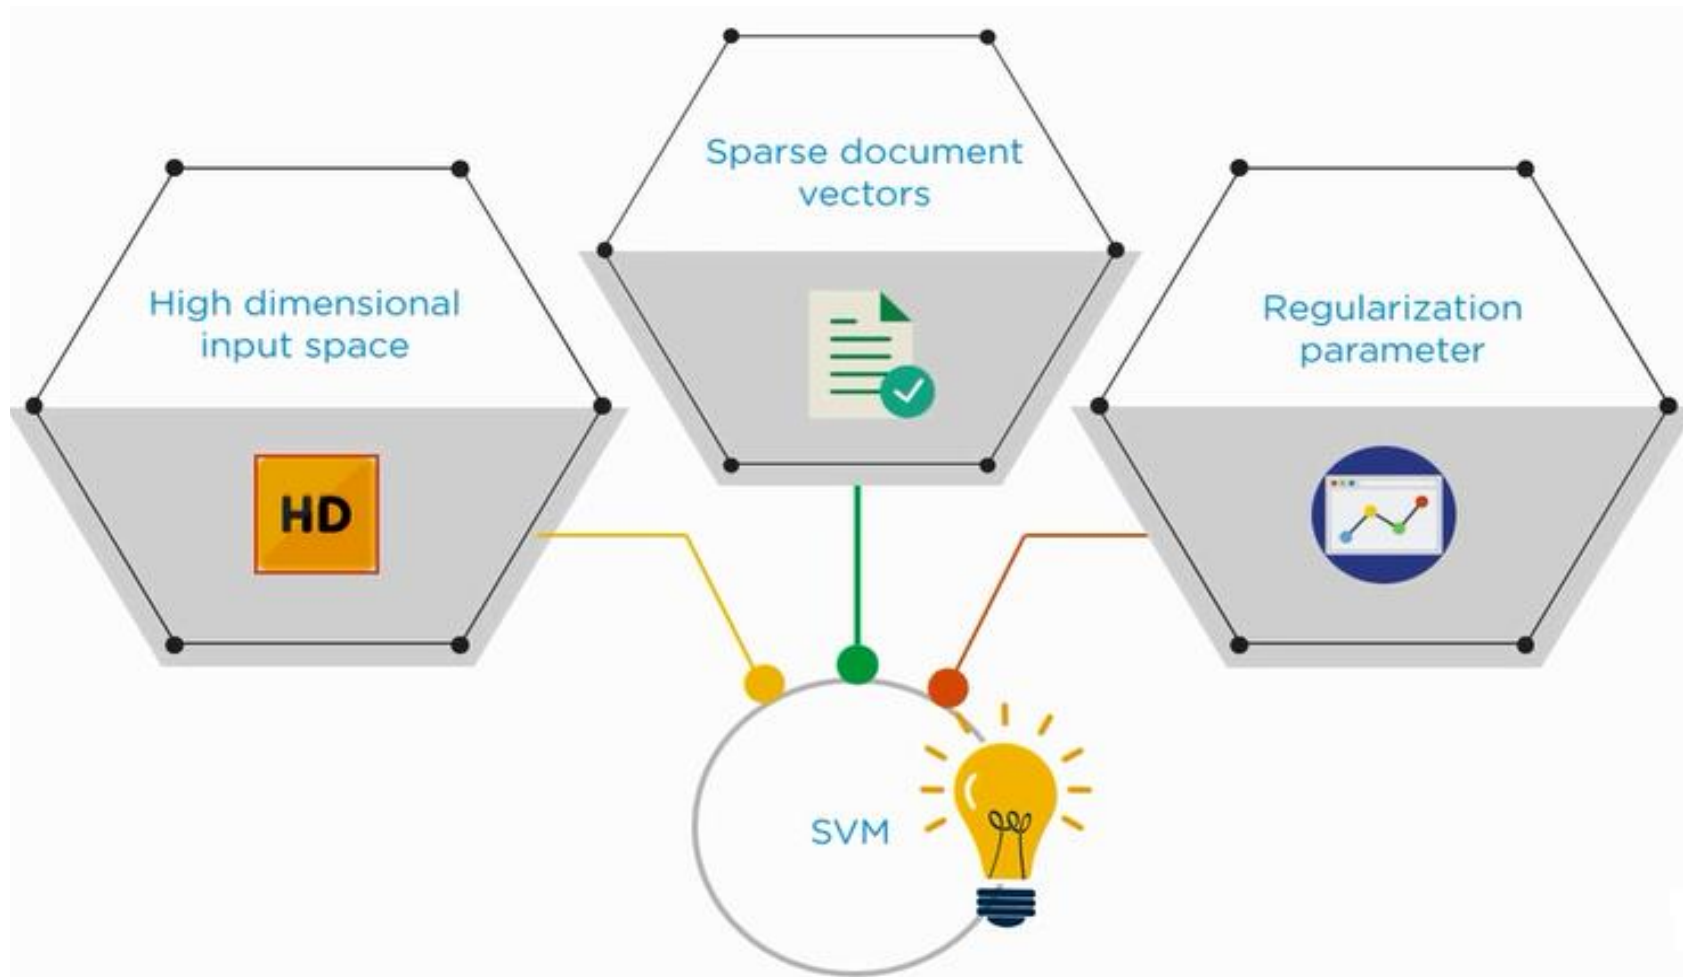 Sparse document
vectors
High dimensional
input space
Regularization
parameter
HD
SVM